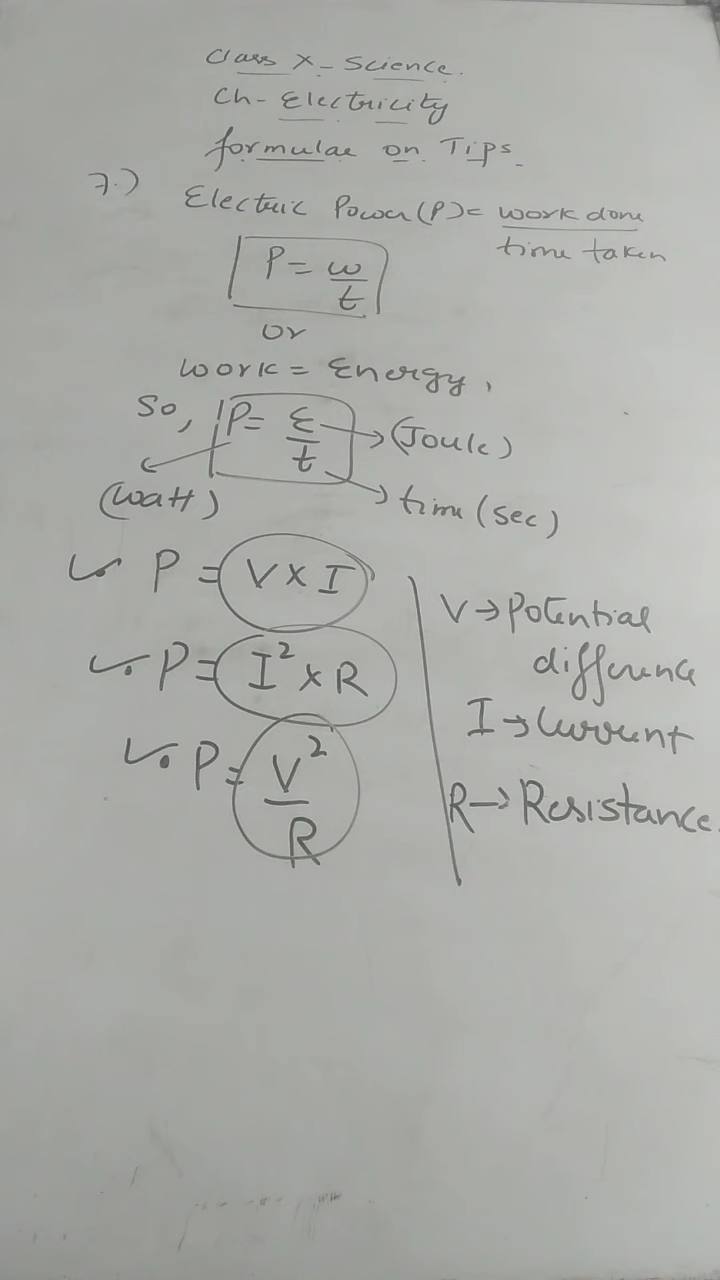 Class X - Science.
Ch- Electricity
formulae on Tips.
7.) Electric Power (P) = work done / time taken
P = w/t
or
work = Energy,
So, P = E/t → (Joule)
(watt) → time (sec)
P = V x I
P = I² x R
P = V²/R
V → Potential difference
I → Current
R → Resistance.